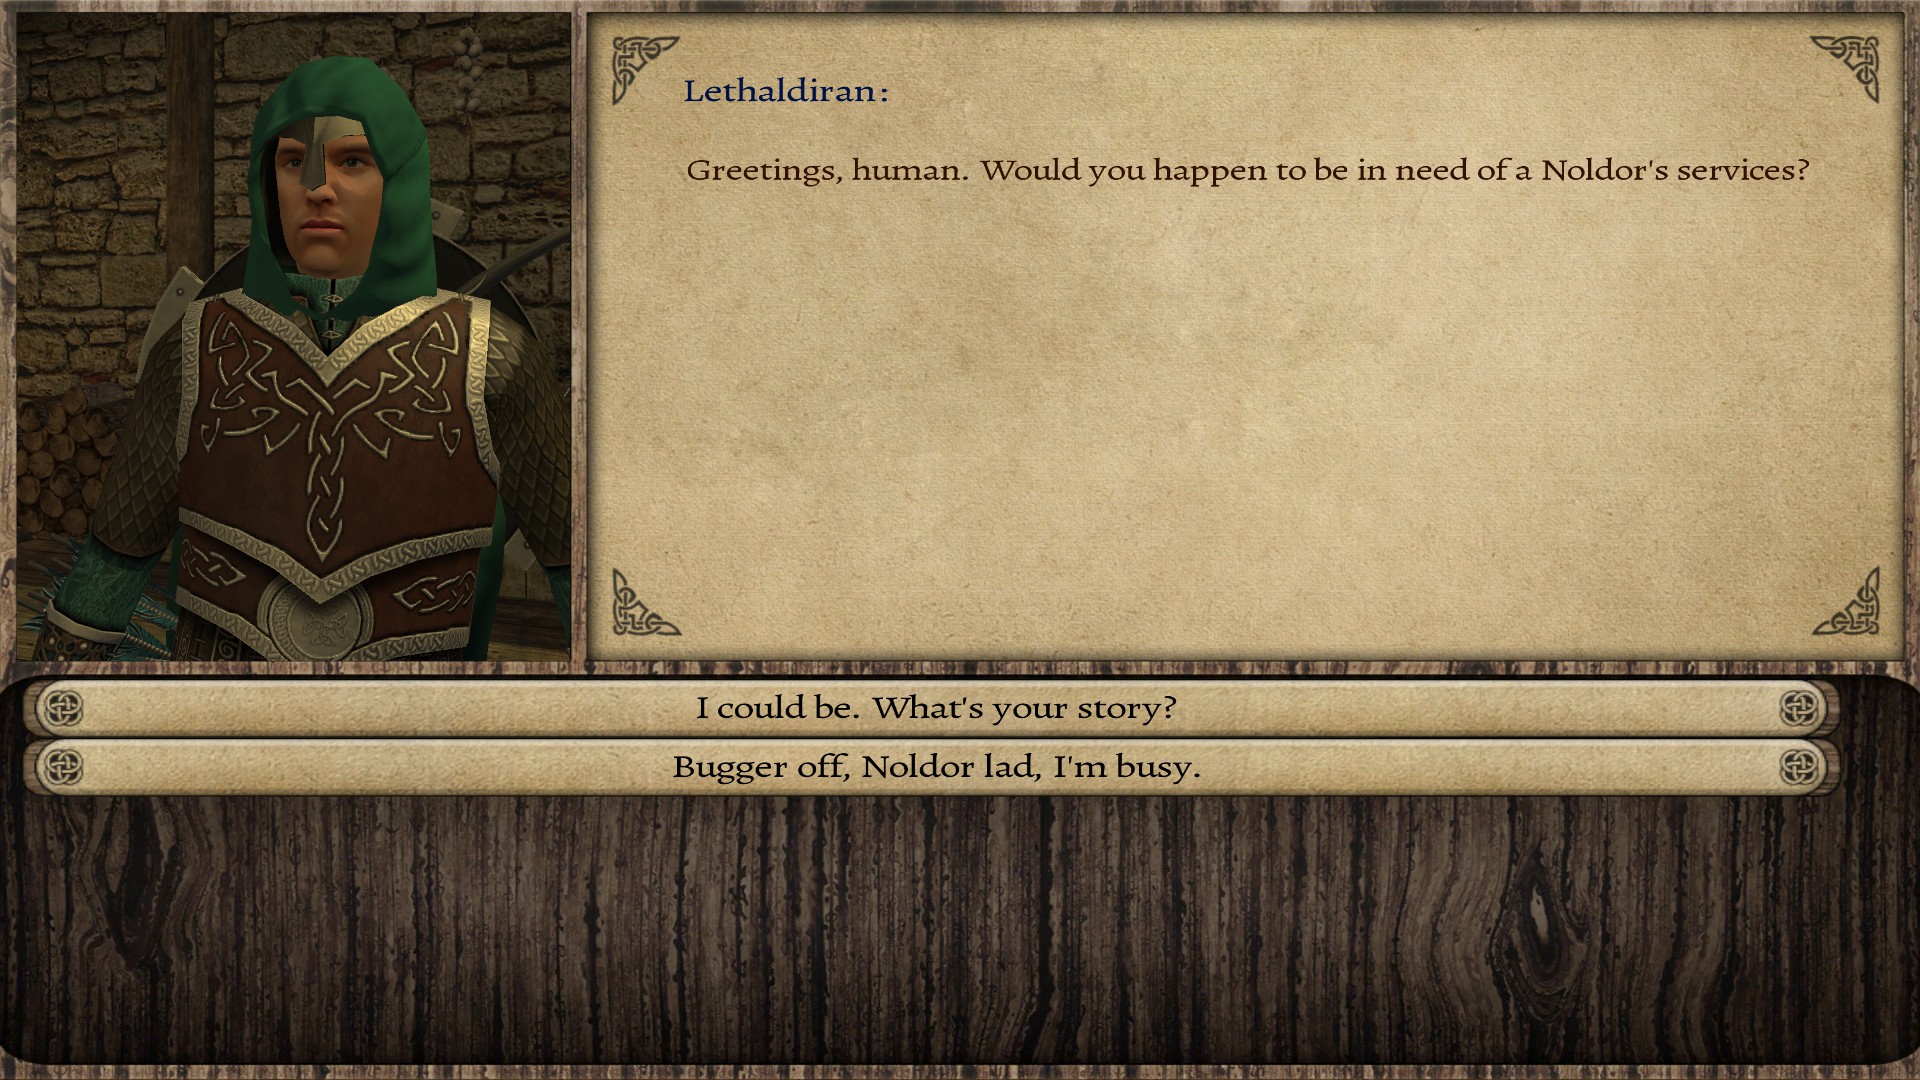 Lethaldiran:
Greetings, human. Would you happen to be in need of a Noldor's services?
I could be. What's your story?
Bugger off, Noldor lad, I'm busy.